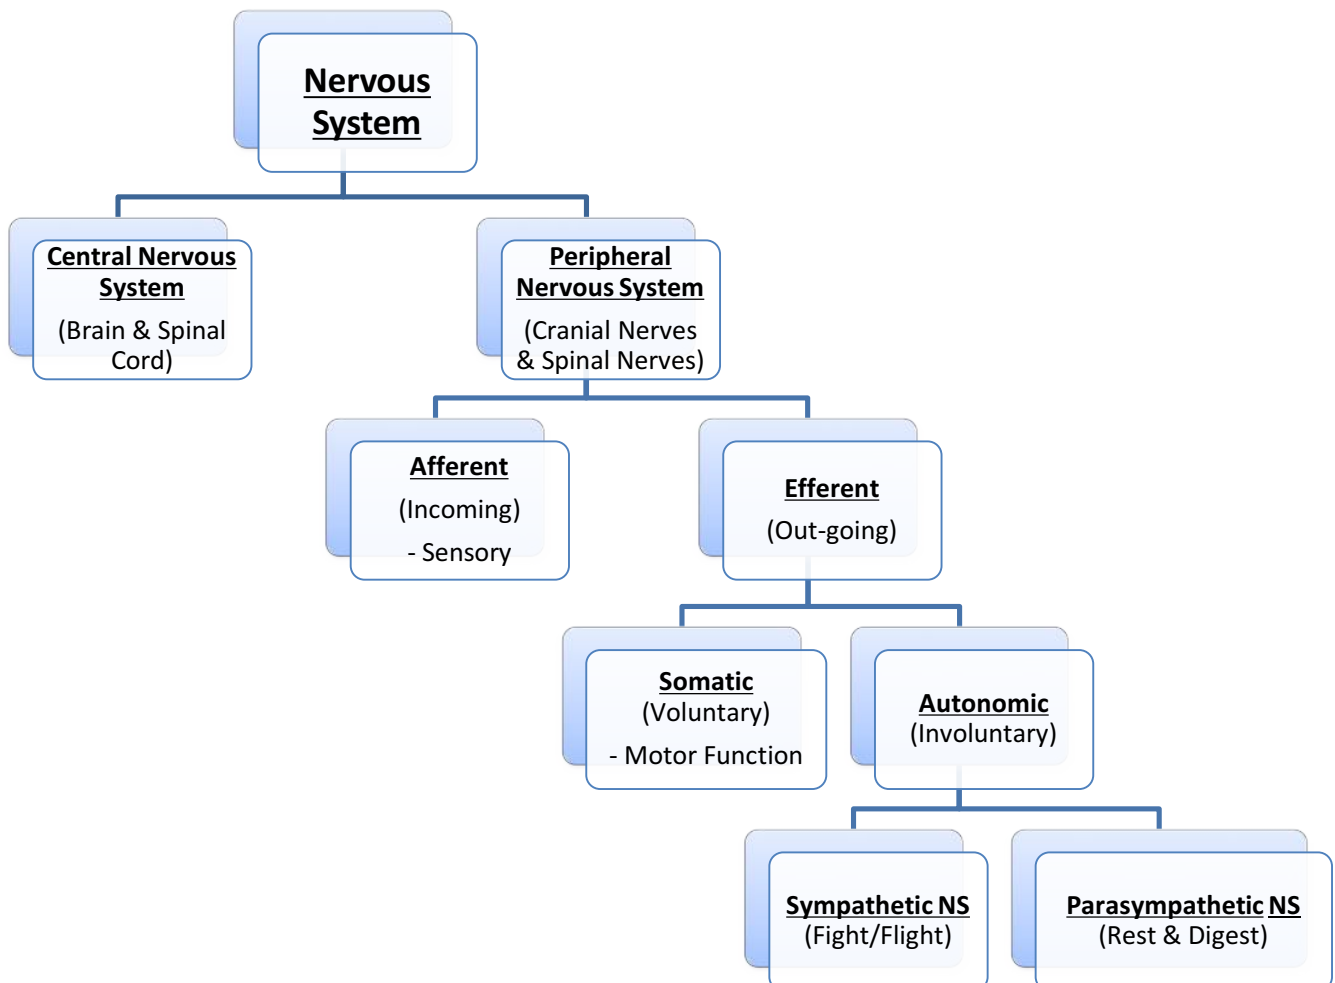 Nervous
System
Central Nervous
System
(Brain & Spinal
Cord)
Peripheral
Nervous System
(Cranial Nerves
& Spinal Nerves)
Afferent
(Incoming)
- Sensory
Efferent
(Out-going)
Somatic
(Voluntary)
- Motor Function
Autonomic
(Involuntary)
Sympathetic NS
(Fight/Flight)
Parasympathetic NS
(Rest & Digest)